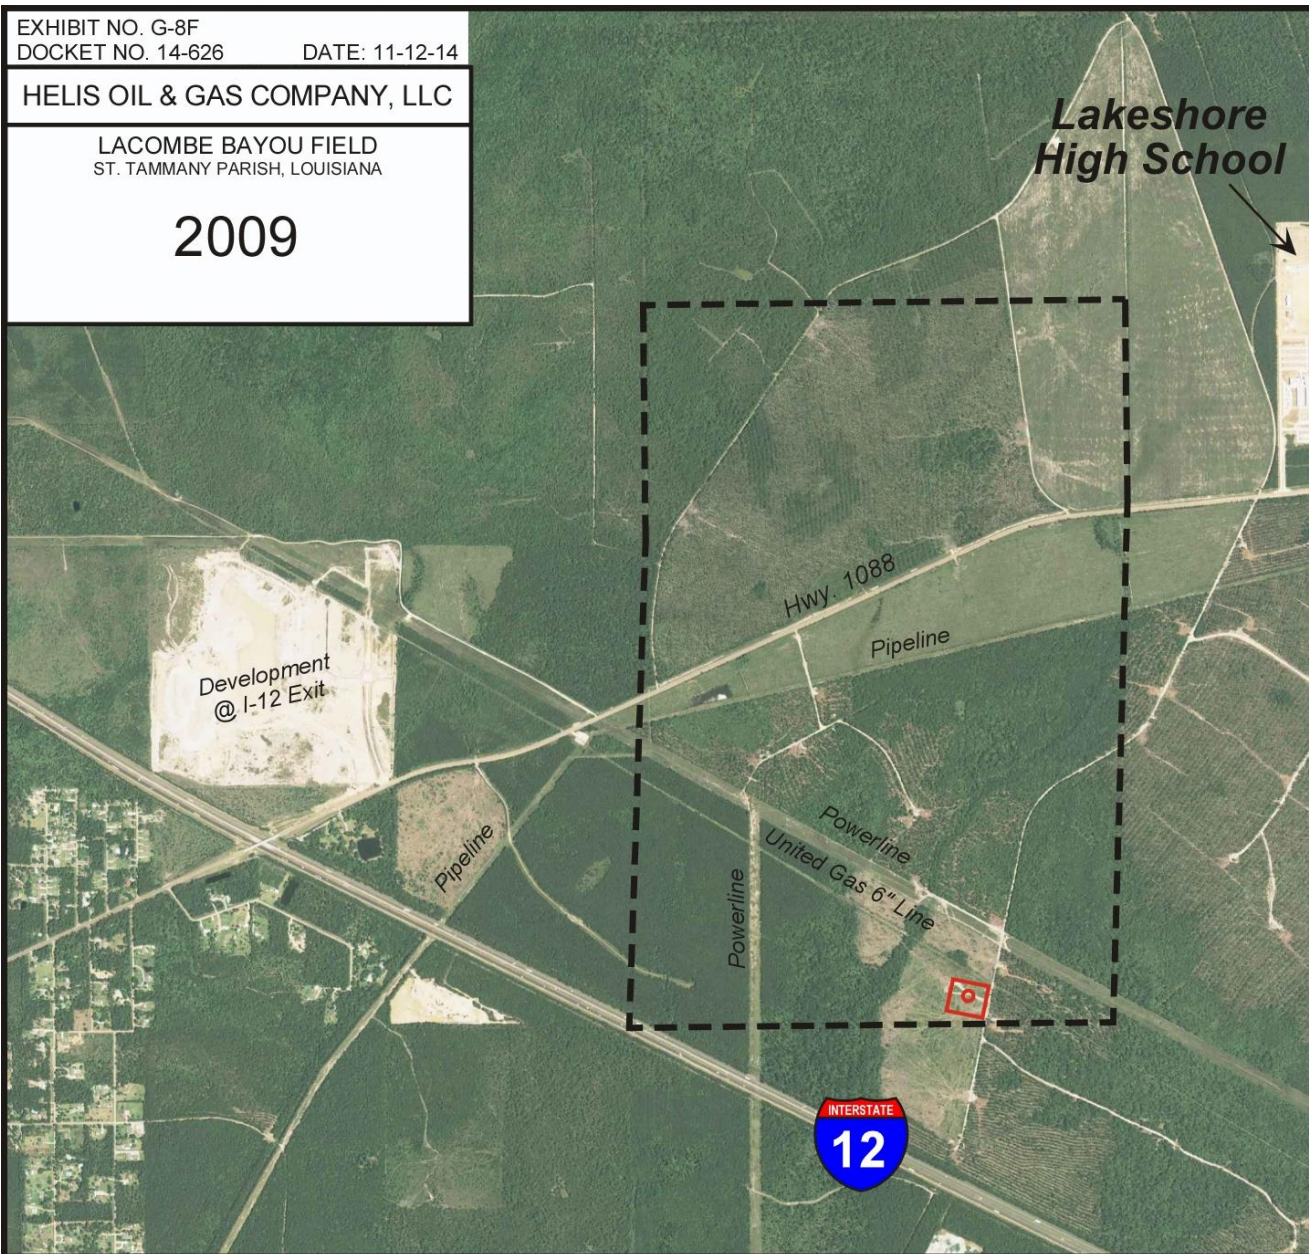 EXHIBIT NO. G-8F
DOCKET NO. 14-626 DATE: 11-12-14
HELIS OIL & GAS COMPANY, LLC
LACOMBE BAYOU FIELD
ST. TAMMANY PARISH, LOUISIANA
2009
Lakeshore
High School
Hwy. 1088
Pipeline
Development
@ I-12 Exit
Powerline
United Gas 6" Line
Pipeline
Powerline
INTERSTATE
12